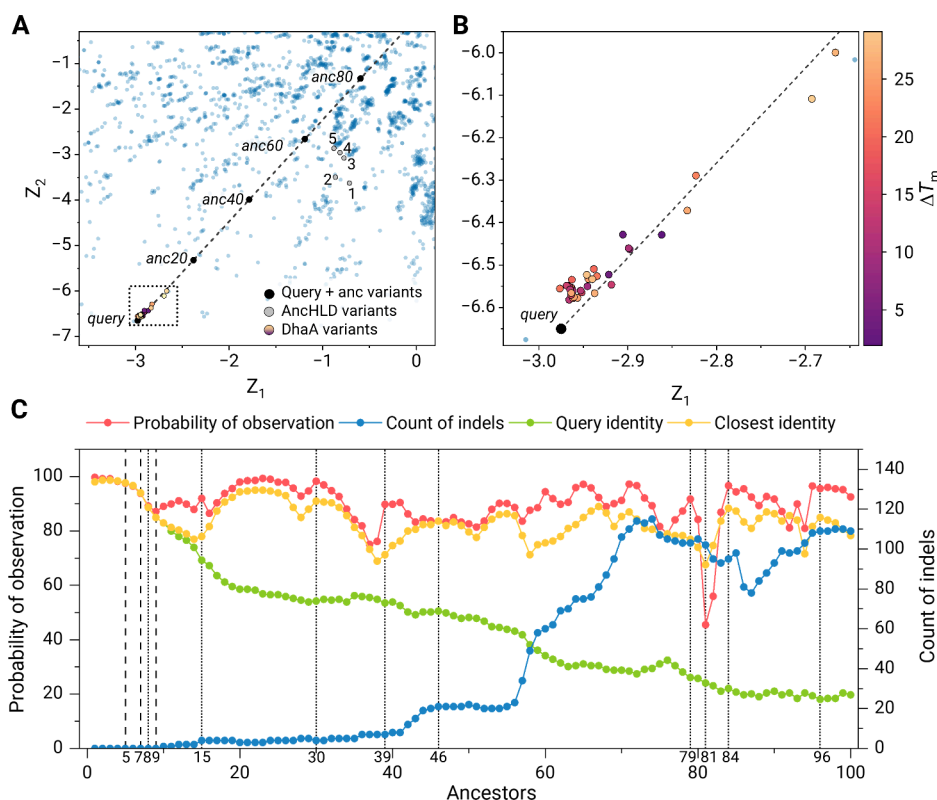 A
B
−1
−2
−3
−4
−5
−6
−7
Z2
anc80
anc60
anc40
anc20
query
5
4
3
2
1
Query + anc variants
AncHLD variants
DhaA variants
−3
−2
−1
0
Z1
−6.0
−6.1
−6.2
−6.3
−6.4
−6.5
−6.6
query
−3.0
−2.9
−2.8
−2.7
Z1
25
20
15
10
5
ΔTm
C
Probability of observation
Count of indels
Query identity
Closest identity
100
80
60
40
20
0
Probability of observation
140
120
100
80
60
40
20
0
Count of indels
0
5
7
8
9
15
20
30
39
46
60
79
80
81
84
96
100
Ancestors